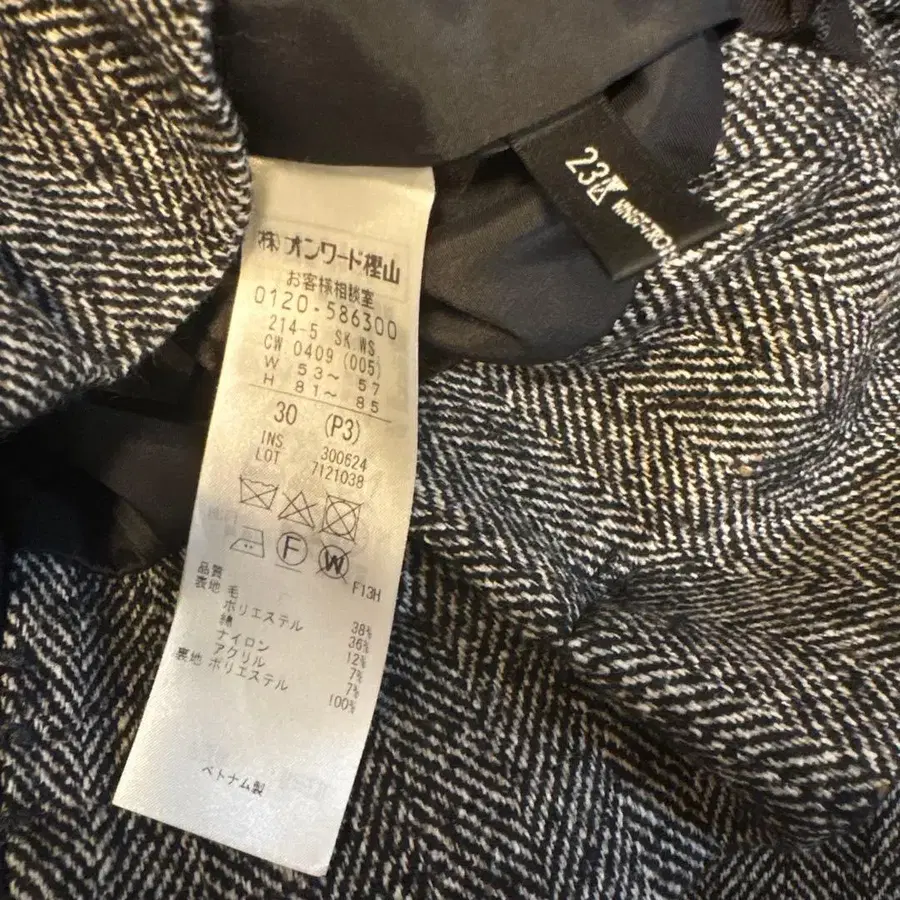 (株)オンワード樫山
お客様相談室
0120-586300
214-5 SK WS
CW 0409 (005)
W 53～ 57
H 81～ 85
30 (P3)
INS 300624
LOT 7121038
F W
F13H
品質
表地 毛 38%
ポリエステル 36%
綿 12%
ナイロン 7%
アクリル 7%
裏地 ポリエステル 100%
ベトナム製
23区